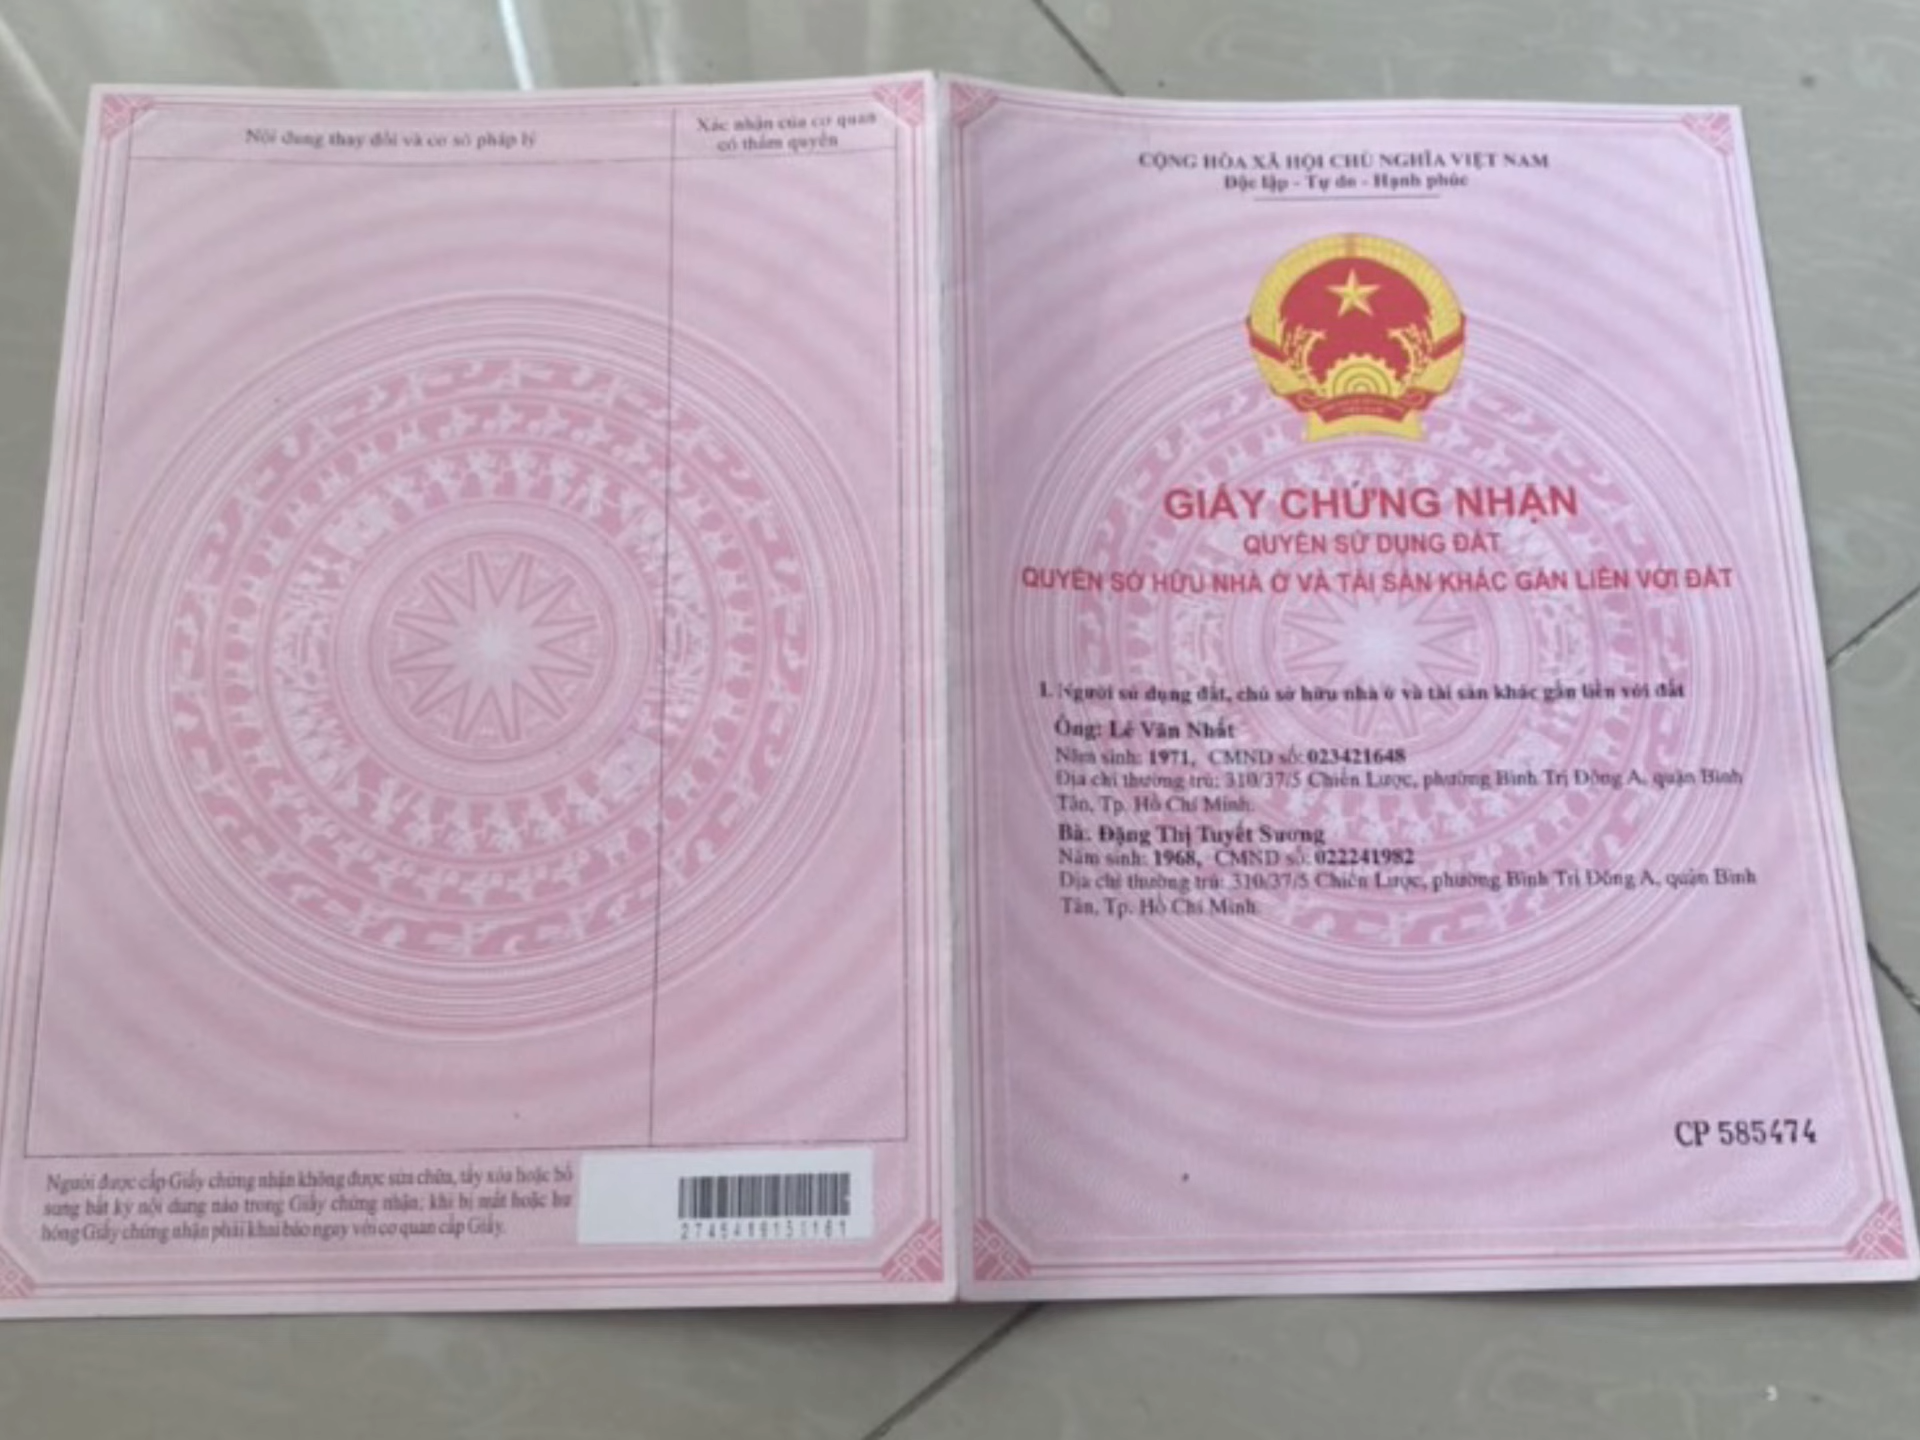 Nội dung thay đổi và cơ sở pháp lý
Xác nhận của cơ quan
có thẩm quyền
Người được cấp Giấy chứng nhận không được sửa chữa, tẩy xóa hoặc bổ
sung bất kỳ nội dung nào trong Giấy chứng nhận; khi bị mất hoặc hư
hỏng Giấy chứng nhận phải khai báo ngay với cơ quan cấp Giấy.
CỘNG HÒA XÃ HỘI CHỦ NGHĨA VIỆT NAM
Độc lập - Tự do - Hạnh phúc
GIẤY CHỨNG NHẬN
QUYỀN SỬ DỤNG ĐẤT
QUYỀN SỞ HỮU NHÀ Ở VÀ TÀI SẢN KHÁC GẮN LIỀN VỚI ĐẤT
I. Người sử dụng đất, chủ sở hữu nhà ở và tài sản khác gắn liền với đất
Ông: Lê Văn Nhất
Năm sinh: 1971, CMND số: 023421648
Địa chỉ thường trú: 310/37/5 Chiến Lược, phường Bình Trị Đông A, quận Bình
Tân, Tp. Hồ Chí Minh.
Bà: Đặng Thị Tuyết Sương
Năm sinh: 1968, CMND số: 022241982
Địa chỉ thường trú: 310/37/5 Chiến Lược, phường Bình Trị Đông A, quận Bình
Tân, Tp. Hồ Chí Minh.
CP 585474